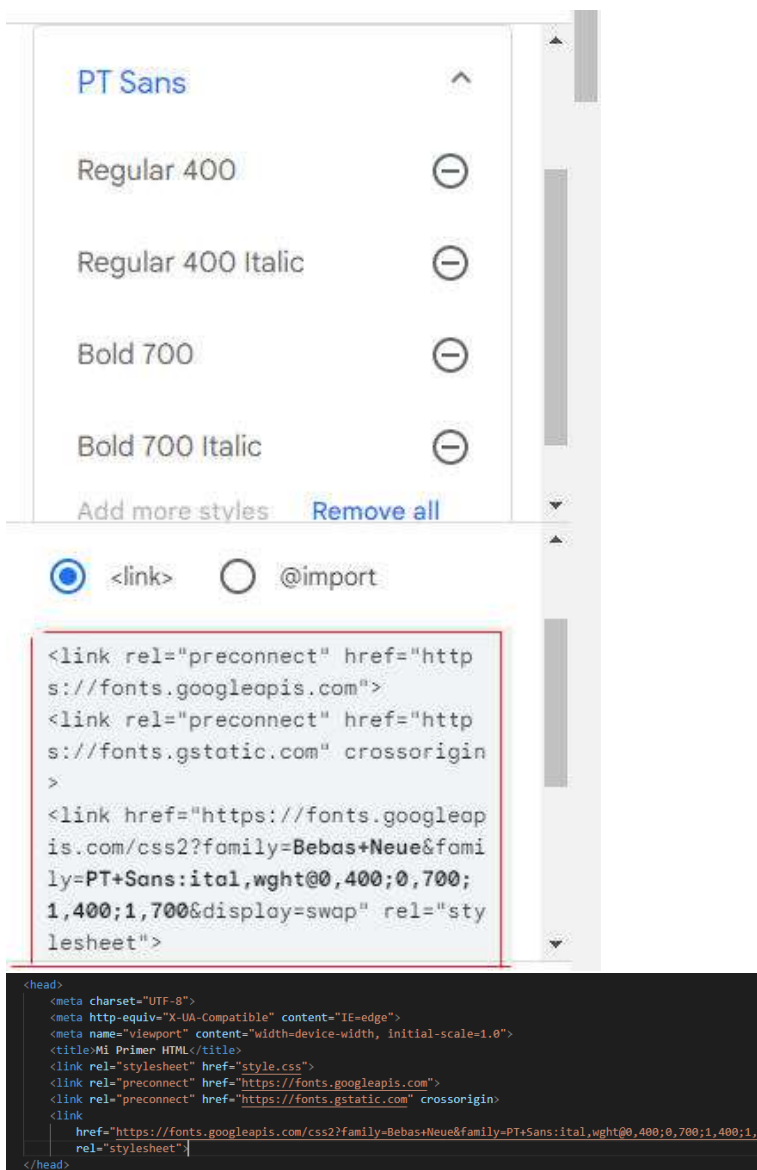 PT Sans
Regular 400
Regular 400 Italic
Bold 700
Bold 700 Italic
Add more styles Remove all
<link> @import
<link rel="preconnect" href="http
s://fonts.googleapis.com">
<link rel="preconnect" href="http
s://fonts.gstatic.com" crossorigin
>
<link href="https://fonts.googleap
is.com/css2?family=Bebas+Neue&fami
ly=PT+Sans:ital,wght@0,400;0,700;
1,400;1,700&display=swap" rel="sty
lesheet">
<head>
<meta charset="UTF-8">
<meta http-equiv="X-UA-Compatible" content="IE=edge">
<meta name="viewport" content="width=device-width, initial-scale=1.0">
<title>Mi Primer HTML</title>
<link rel="stylesheet" href="style.css">
<link rel="preconnect" href="https://fonts.googleapis.com">
<link rel="preconnect" href="https://fonts.gstatic.com" crossorigin>
<link
href="https://fonts.googleapis.com/css2?family=Bebas+Neue&family=PT+Sans:ital,wght@0,400;0,700;1,400;1,
rel="stylesheet">
</head>